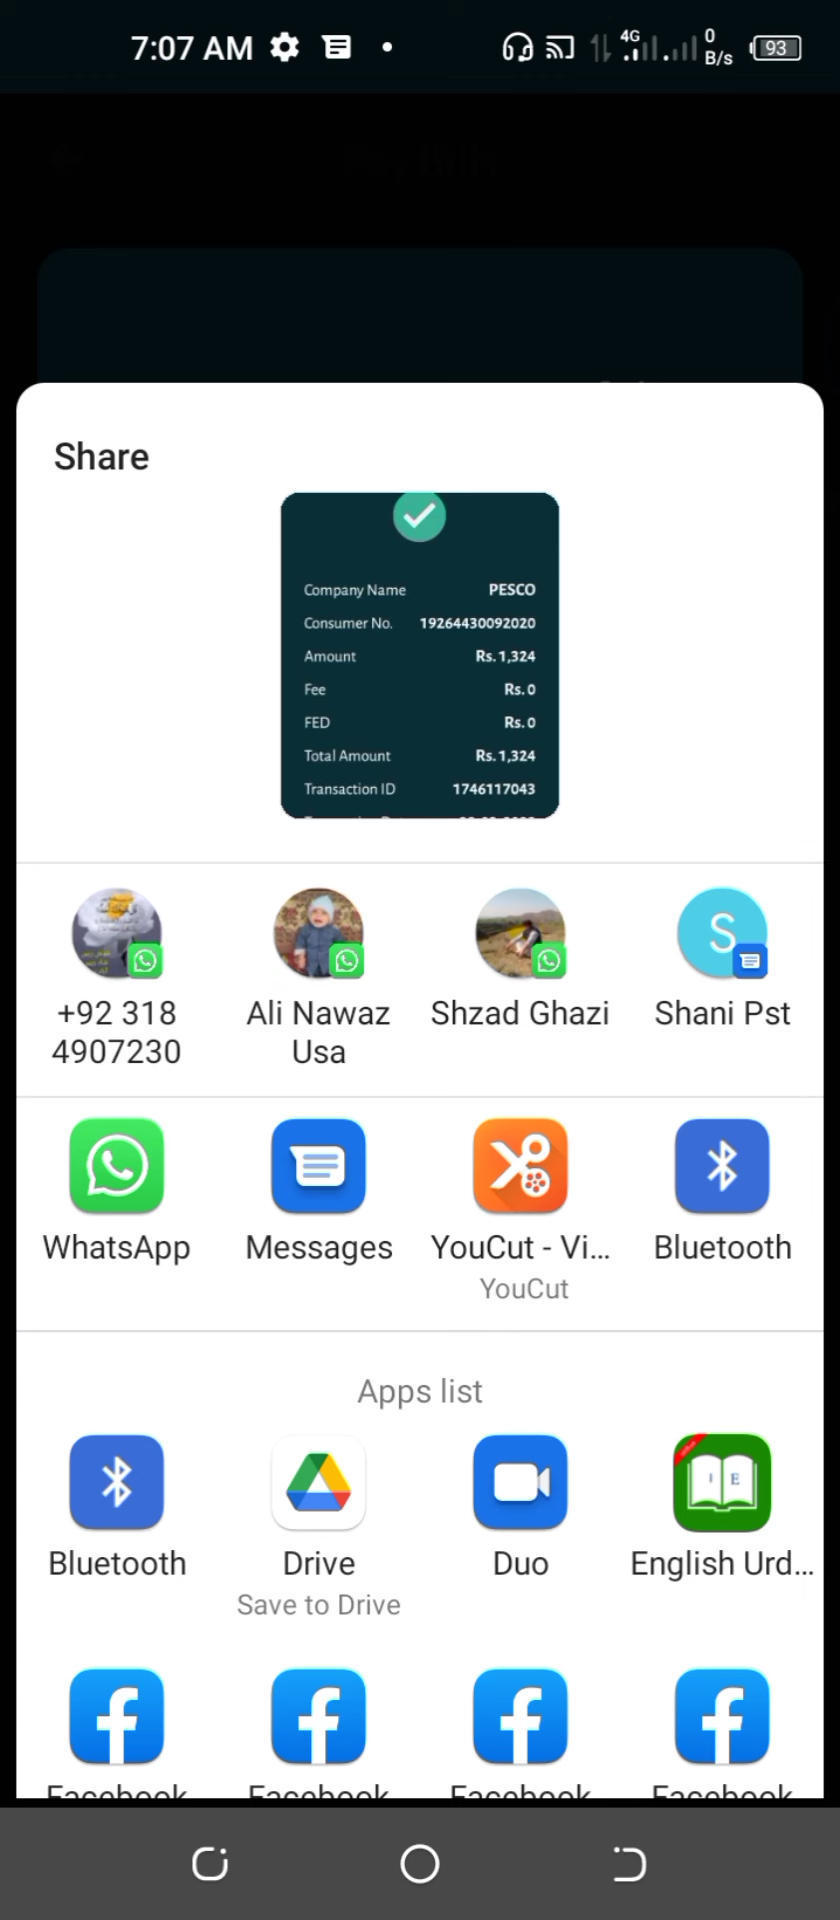 7:07 AM
4G
0
B/s
93
Share
Company Name PESCO
Consumer No. 19264430092020
Amount Rs. 1,324
Fee Rs. 0
FED Rs. 0
Total Amount Rs. 1,324
Transaction ID 1746117043
+92 318
4907230
Ali Nawaz
Usa
Shzad Ghazi
S
Shani Pst
WhatsApp
Messages
YouCut - Vi...
YouCut
Bluetooth
Apps list
Bluetooth
Drive
Save to Drive
Duo
I E
English Urd...
Facebook Facebook Facebook Facebook